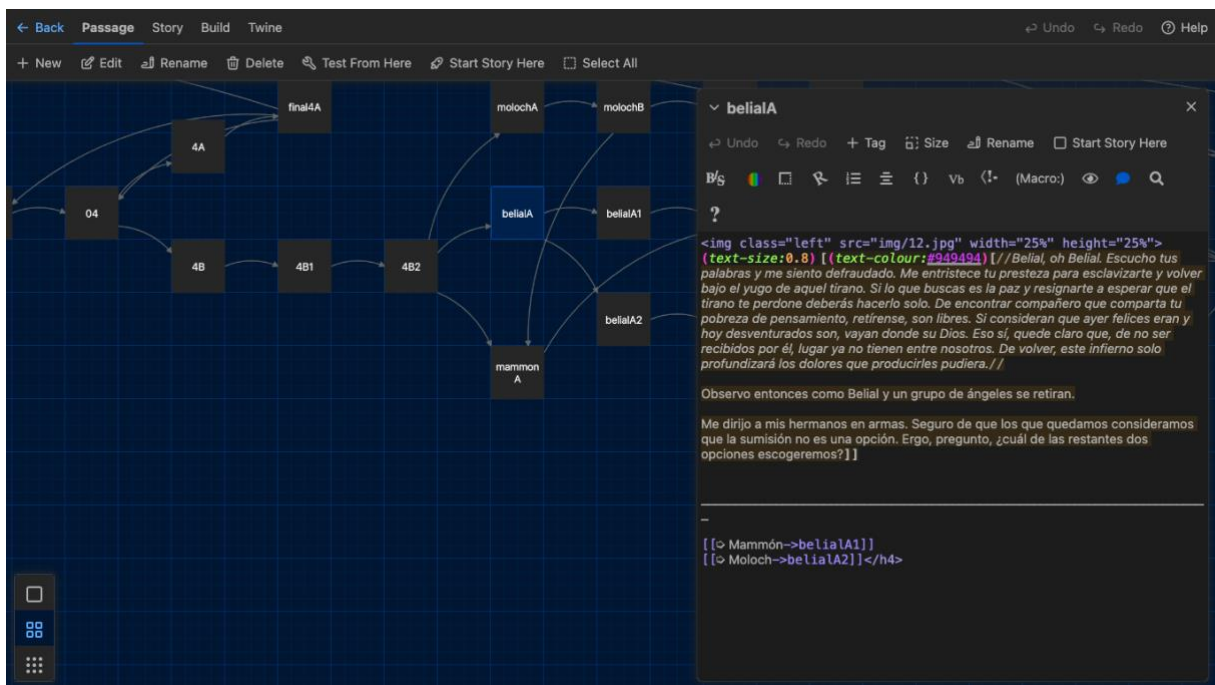 ← Back Passage Story Build Twine Undo Redo Help
+ New Edit Rename Delete Test From Here Start Story Here Select All
final4A
molochA
molochB
4A
04
belialA
belialA1
4B
4B1
4B2
belialA2
mammon
A
belialA
Undo Redo + Tag Size Rename Start Story Here
(Macro:)
?
<img class="left" src="img/12.jpg" width="25%" height="25%">
(text-size:0.8)[(text-colour:#949494)[//Belial, oh Belial. Escucho tus
palabras y me siento defraudado. Me entristece tu presteza para esclavizarte y volver
bajo el yugo de aquel tirano. Si lo que buscas es la paz y resignarte a esperar que el
tirano te perdone deberás hacerlo solo. De encontrar compañero que comparta tu
pobreza de pensamiento, retírense, son libres. Si consideran que ayer felices eran y
hoy desventurados son, vayan donde su Dios. Eso sí, quede claro que, de no ser
recibidos por él, lugar ya no tienen entre nosotros. De volver, este infierno solo
profundizará los dolores que producirles pudiera.//
Observo entonces como Belial y un grupo de ángeles se retiran.
Me dirijo a mis hermanos en armas. Seguro de que los que quedamos consideramos
que la sumisión no es una opción. Ergo, pregunto, ¿cuál de las restantes dos
opciones escogeremos?]]
[[➪ Mammón->belialA1]]
[[➪ Moloch->belialA2]]</h4>